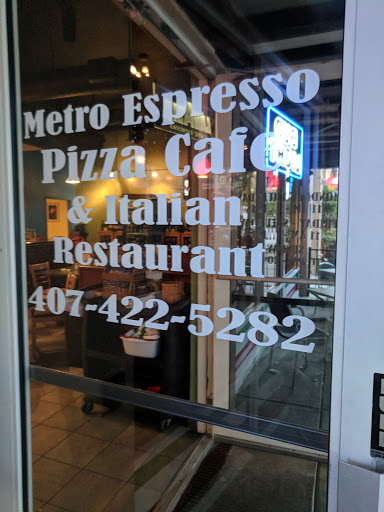 Metro Espresso
Pizza Cafe
& Italian
Restaurant
407-422-5282